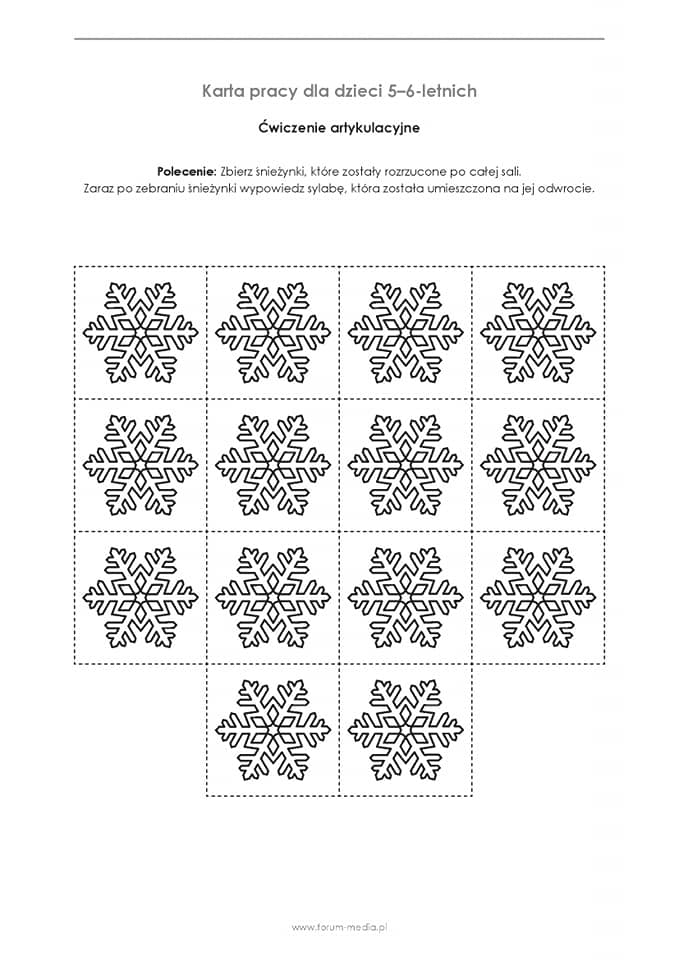 Karta pracy dla dzieci 5–6-letnich
Ćwiczenie artykulacyjne
Polecenie: Zbierz śnieżynki, które zostały rozrzucone po całej sali.
Zaraz po zebraniu śnieżynki wypowiedz sylabę, która została umieszczona na jej odwrocie.
www.forum-media.pl